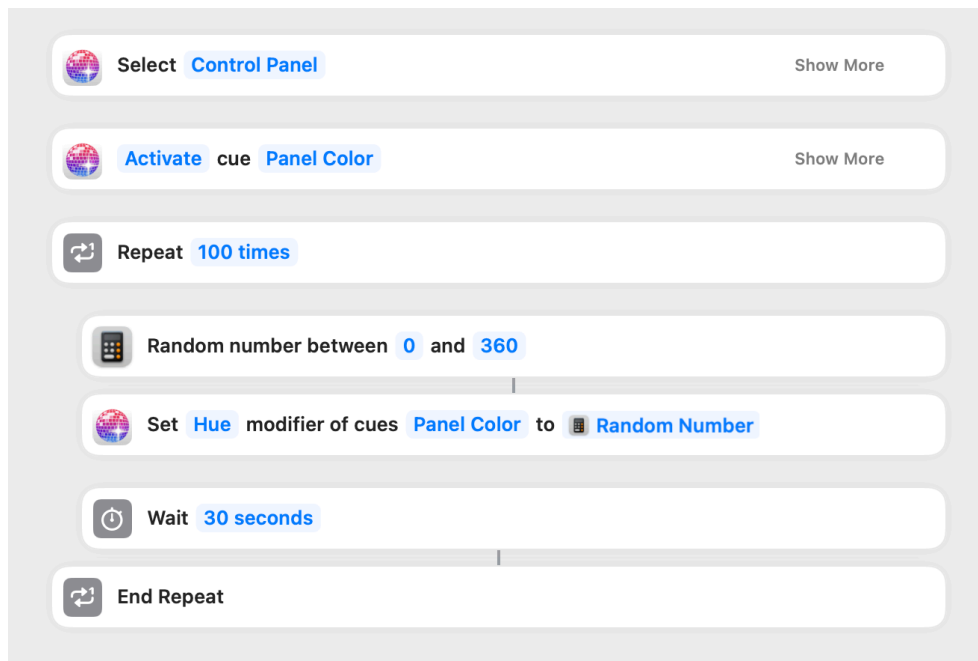 Select Control Panel Show More
Activate cue Panel Color Show More
Repeat 100 times
Random number between 0 and 360
Set Hue modifier of cues Panel Color to Random Number
Wait 30 seconds
End Repeat